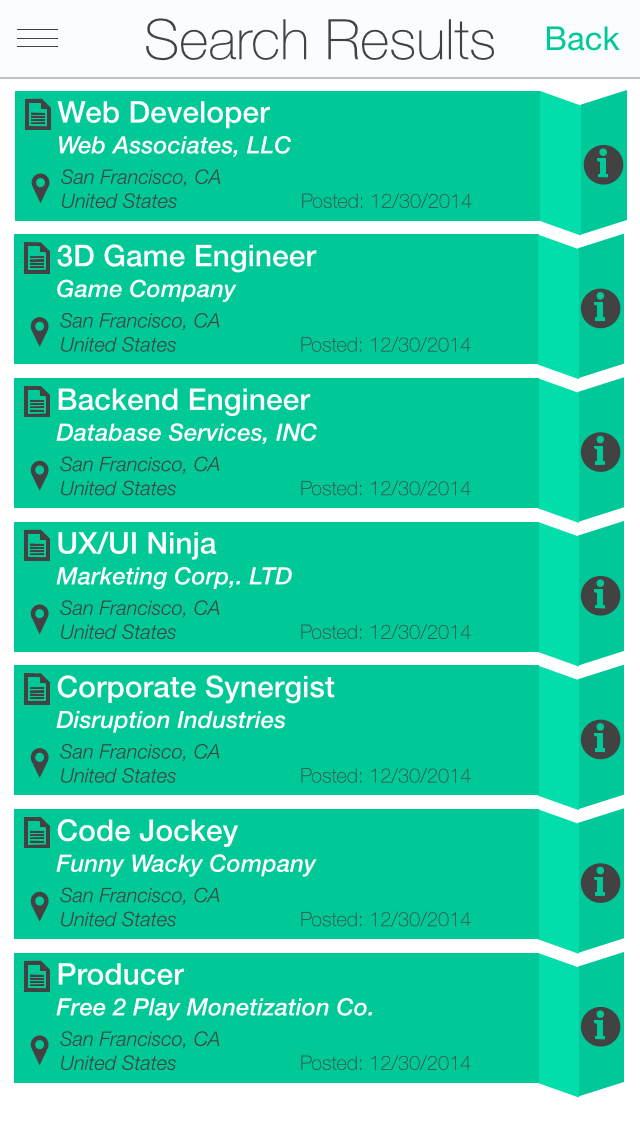 Search Results
Back
Web Developer
Web Associates, LLC
San Francisco, CA
United States
Posted: 12/30/2014
3D Game Engineer
Game Company
San Francisco, CA
United States
Posted: 12/30/2014
Backend Engineer
Database Services, INC
San Francisco, CA
United States
Posted: 12/30/2014
UX/UI Ninja
Marketing Corp,. LTD
San Francisco, CA
United States
Posted: 12/30/2014
Corporate Synergist
Disruption Industries
San Francisco, CA
United States
Posted: 12/30/2014
Code Jockey
Funny Wacky Company
San Francisco, CA
United States
Posted: 12/30/2014
Producer
Free 2 Play Monetization Co.
San Francisco, CA
United States
Posted: 12/30/2014